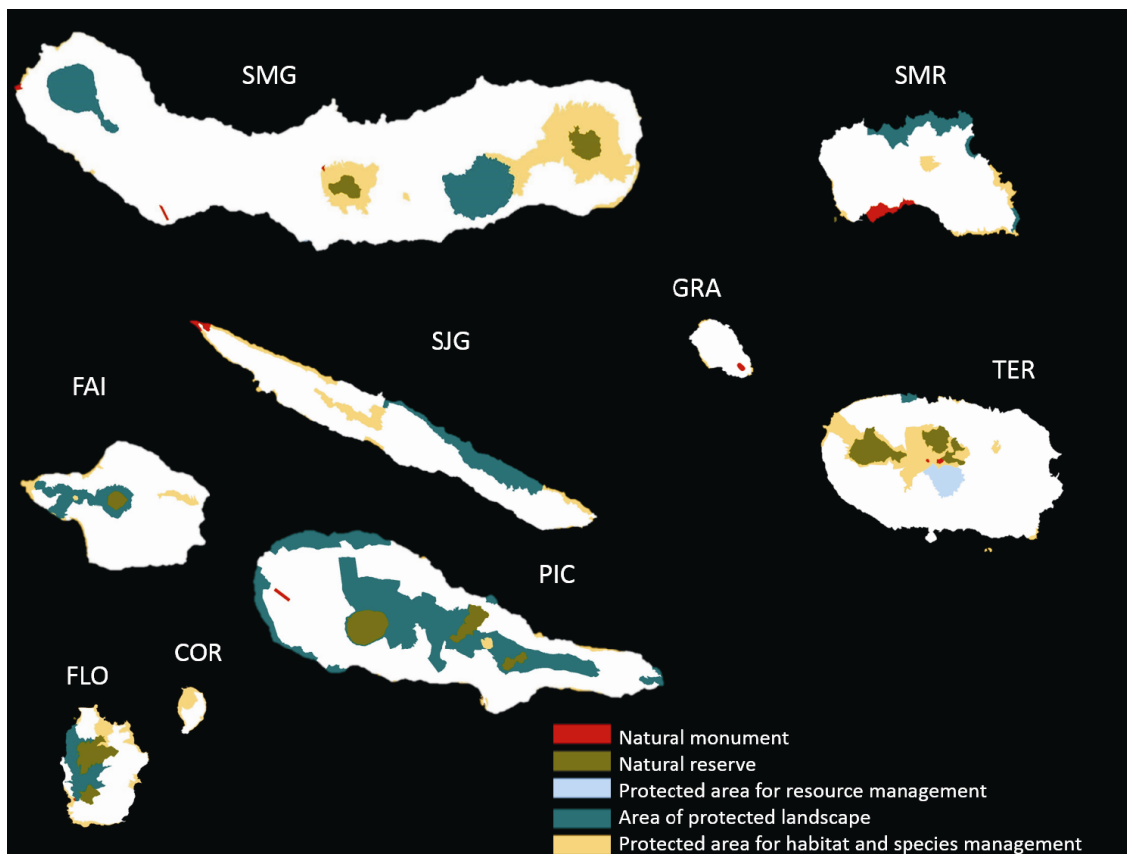 SMG
SMR
GRA
SJG
TER
FAI
PIC
COR
FLO
Natural monument
Natural reserve
Protected area for resource management
Area of protected landscape
Protected area for habitat and species management